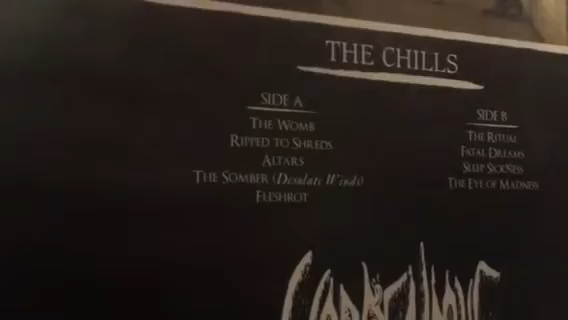 THE CHILLS
SIDE A
THE WOMB
RIPPED TO SHREDS
ALTARS
THE SOMBER (Desolate Winds)
FLESHROT
SIDE B
THE RITUAL
FATAL DREAMS
SLEEP SICKNESS
THE EYE OF MADNESS